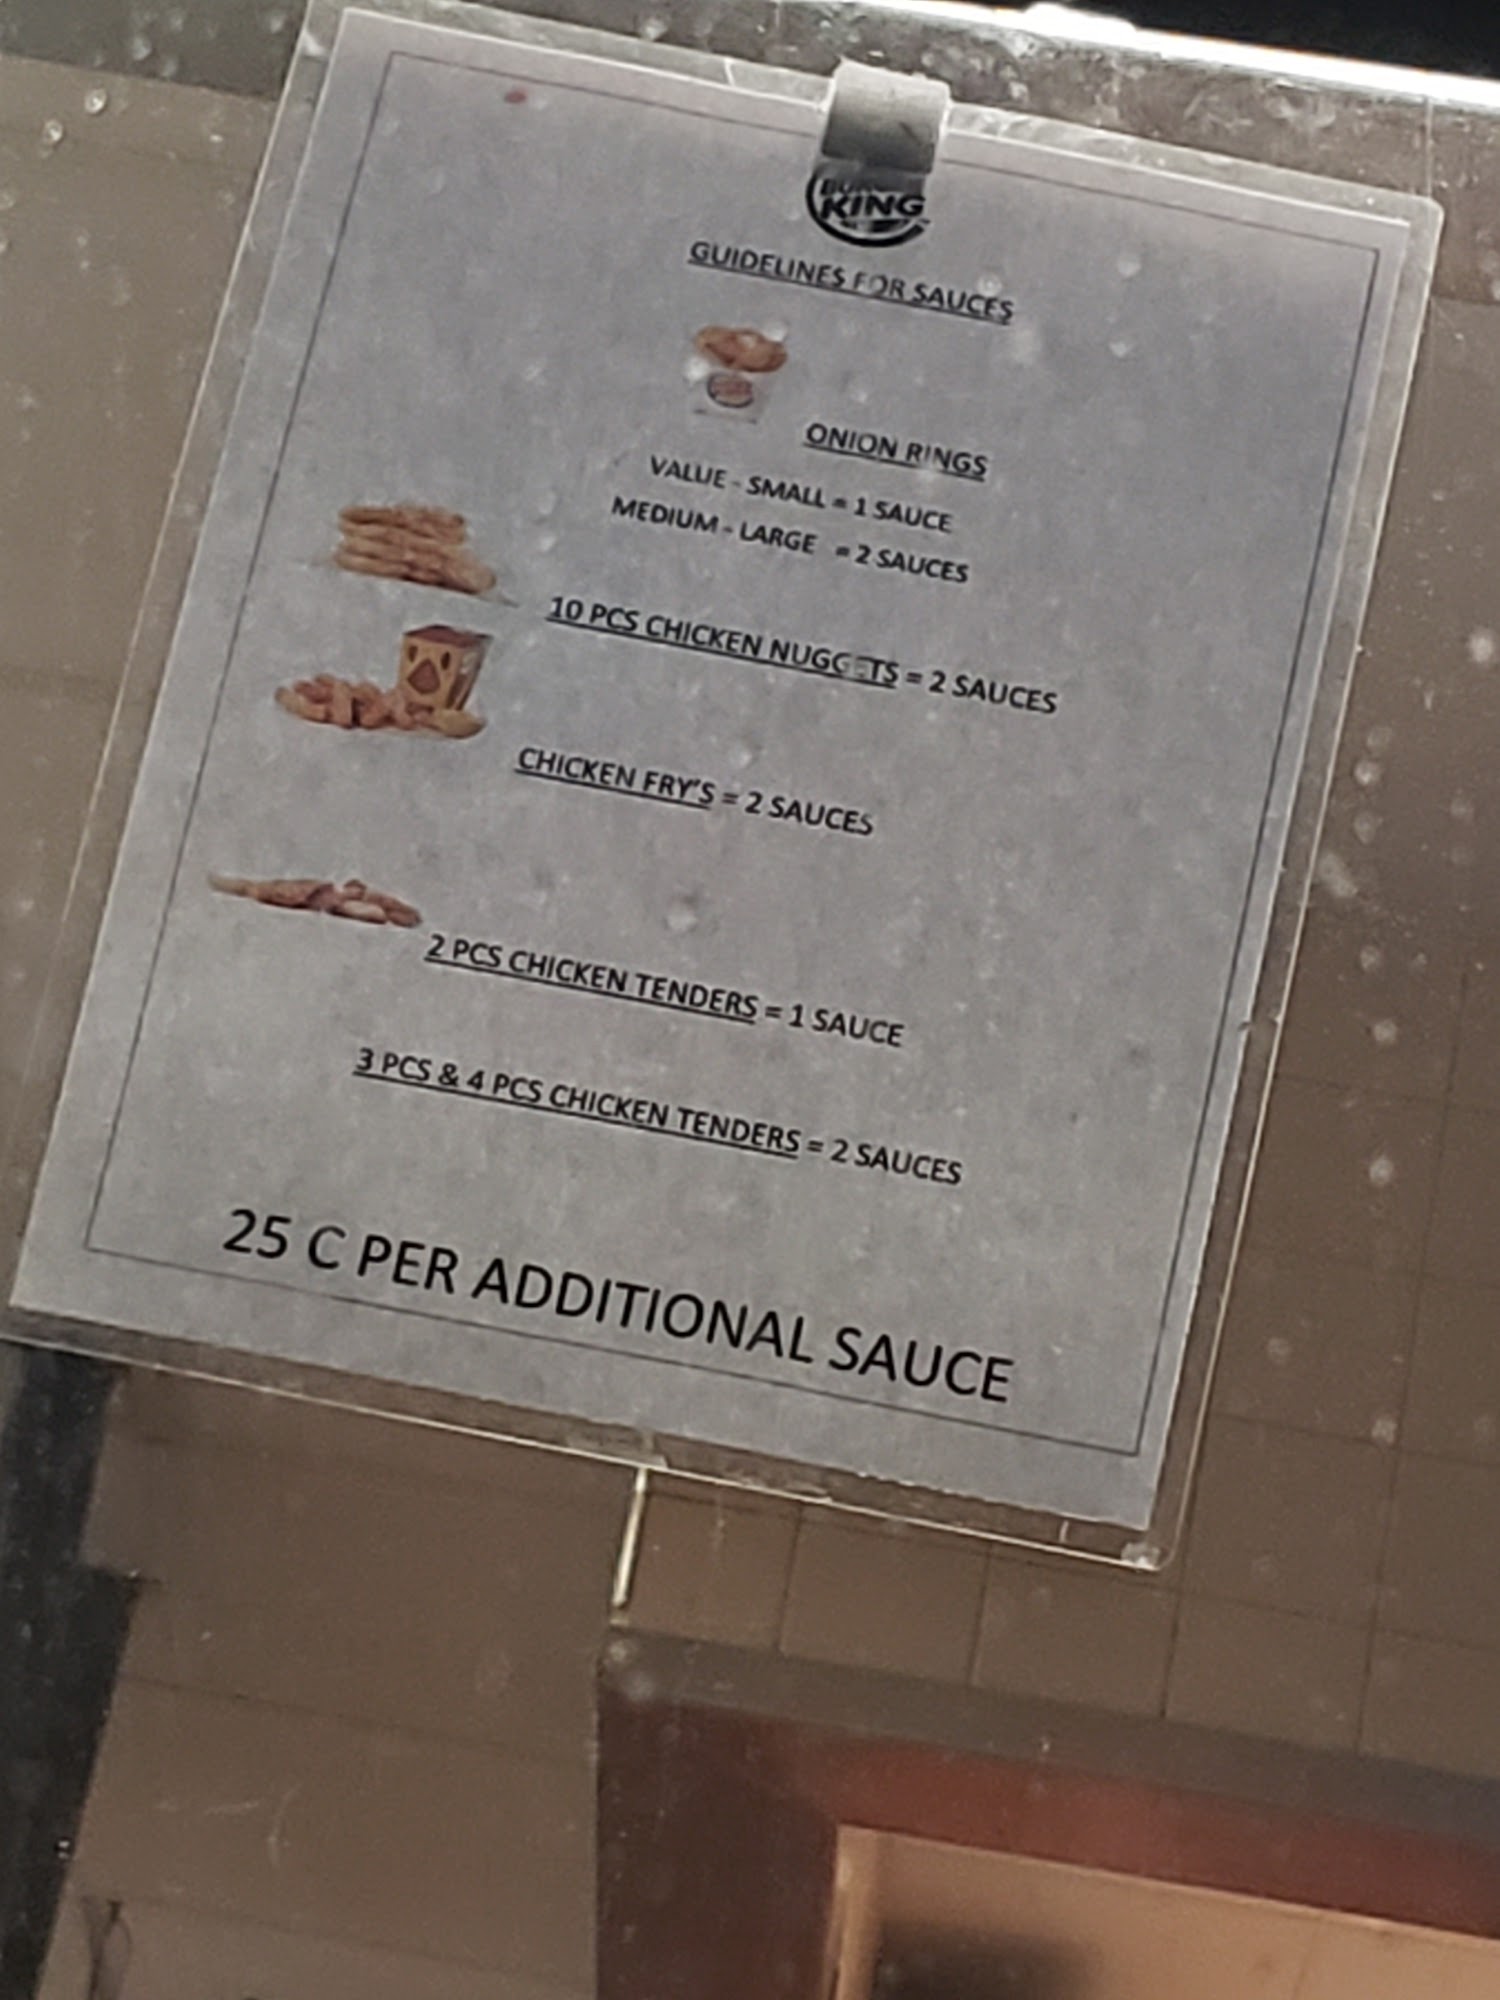 KING
GUIDELINES FOR SAUCES
ONION RINGS
VALUE - SMALL = 1 SAUCE
MEDIUM - LARGE = 2 SAUCES
10 PCS CHICKEN NUGGETS = 2 SAUCES
CHICKEN FRY'S = 2 SAUCES
2 PCS CHICKEN TENDERS = 1 SAUCE
3 PCS & 4 PCS CHICKEN TENDERS = 2 SAUCES
25 C PER ADDITIONAL SAUCE